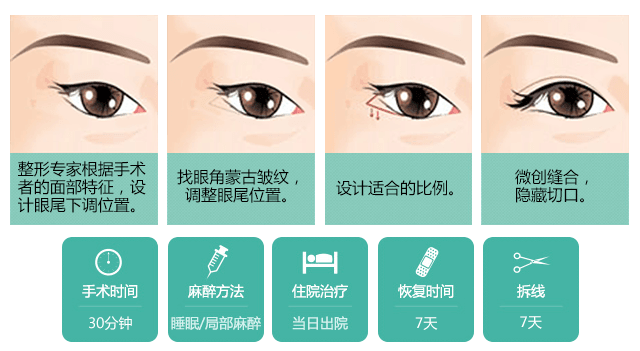 整形专家根据手术
者的面部特征，设
计眼尾下调位置。
找眼角蒙古皱纹，
调整眼尾位置。
设计适合的比例。
微创缝合，
隐藏切口。
手术时间
30分钟
麻醉方法
睡眠/局部麻醉
住院治疗
当日出院
恢复时间
7天
拆线
7天